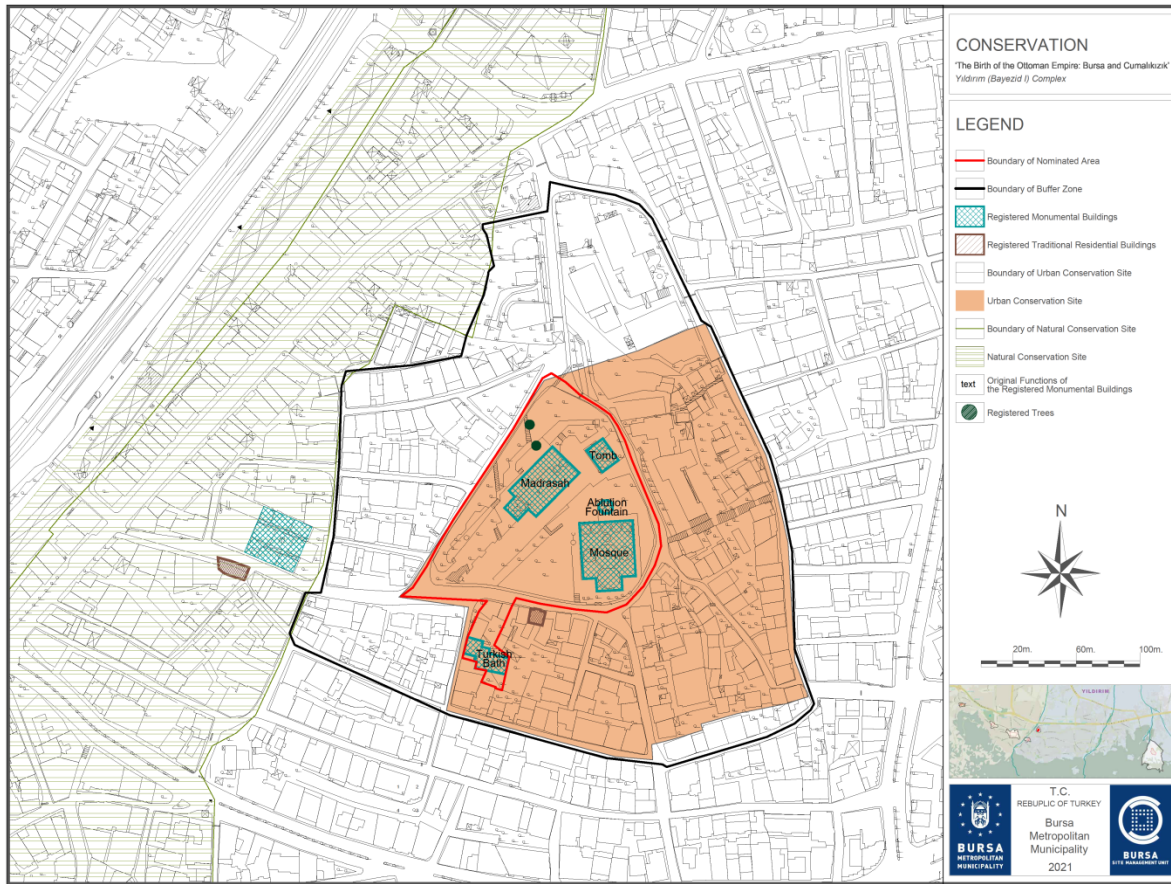 CONSERVATION
'The Birth of the Ottoman Empire: Bursa and Cumalıkızık'
Yıldırım (Bayezid I) Complex
LEGEND
Boundary of Nominated Area
Boundary of Buffer Zone
Registered Monumental Buildings
Registered Traditional Residential Buildings
Boundary of Urban Conservation Site
Urban Conservation Site
Boundary of Natural Conservation Site
Natural Conservation Site
text
Original Functions of
the Registered Monumental Buildings
Registered Trees
Tomb
Madrasah
Ablution
Fountain
Mosque
Turkish
Bath
N
20m. 60m. 100m.
YILDIRIM
T.C.
REBUPLIC OF TURKEY
Bursa
Metropolitan
Municipality
2021
BURSA
METROPOLITAN
MUNICIPALITY
BURSA
SITE MANAGEMENT UNIT